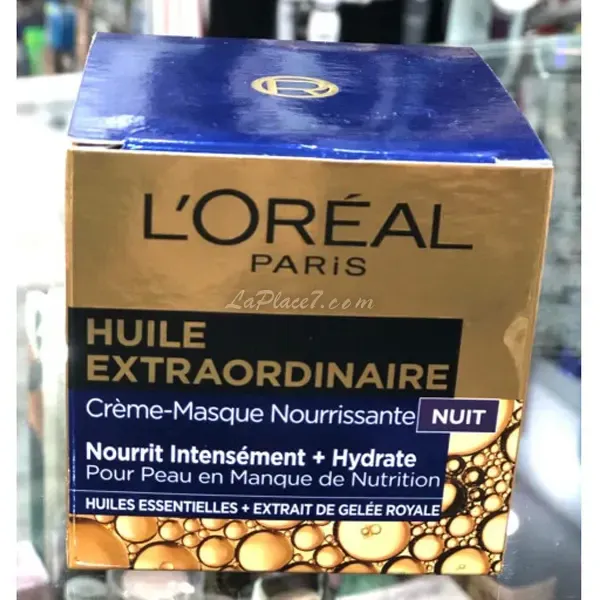 L'ORÉAL
PARIS
LaPlace7.com
HUILE
EXTRAORDINAIRE
Crème-Masque Nourrissante NUIT
Nourrit Intensément + Hydrate
Pour Peau en Manque de Nutrition
HUILES ESSENTIELLES + EXTRAIT DE GELÉE ROYALE